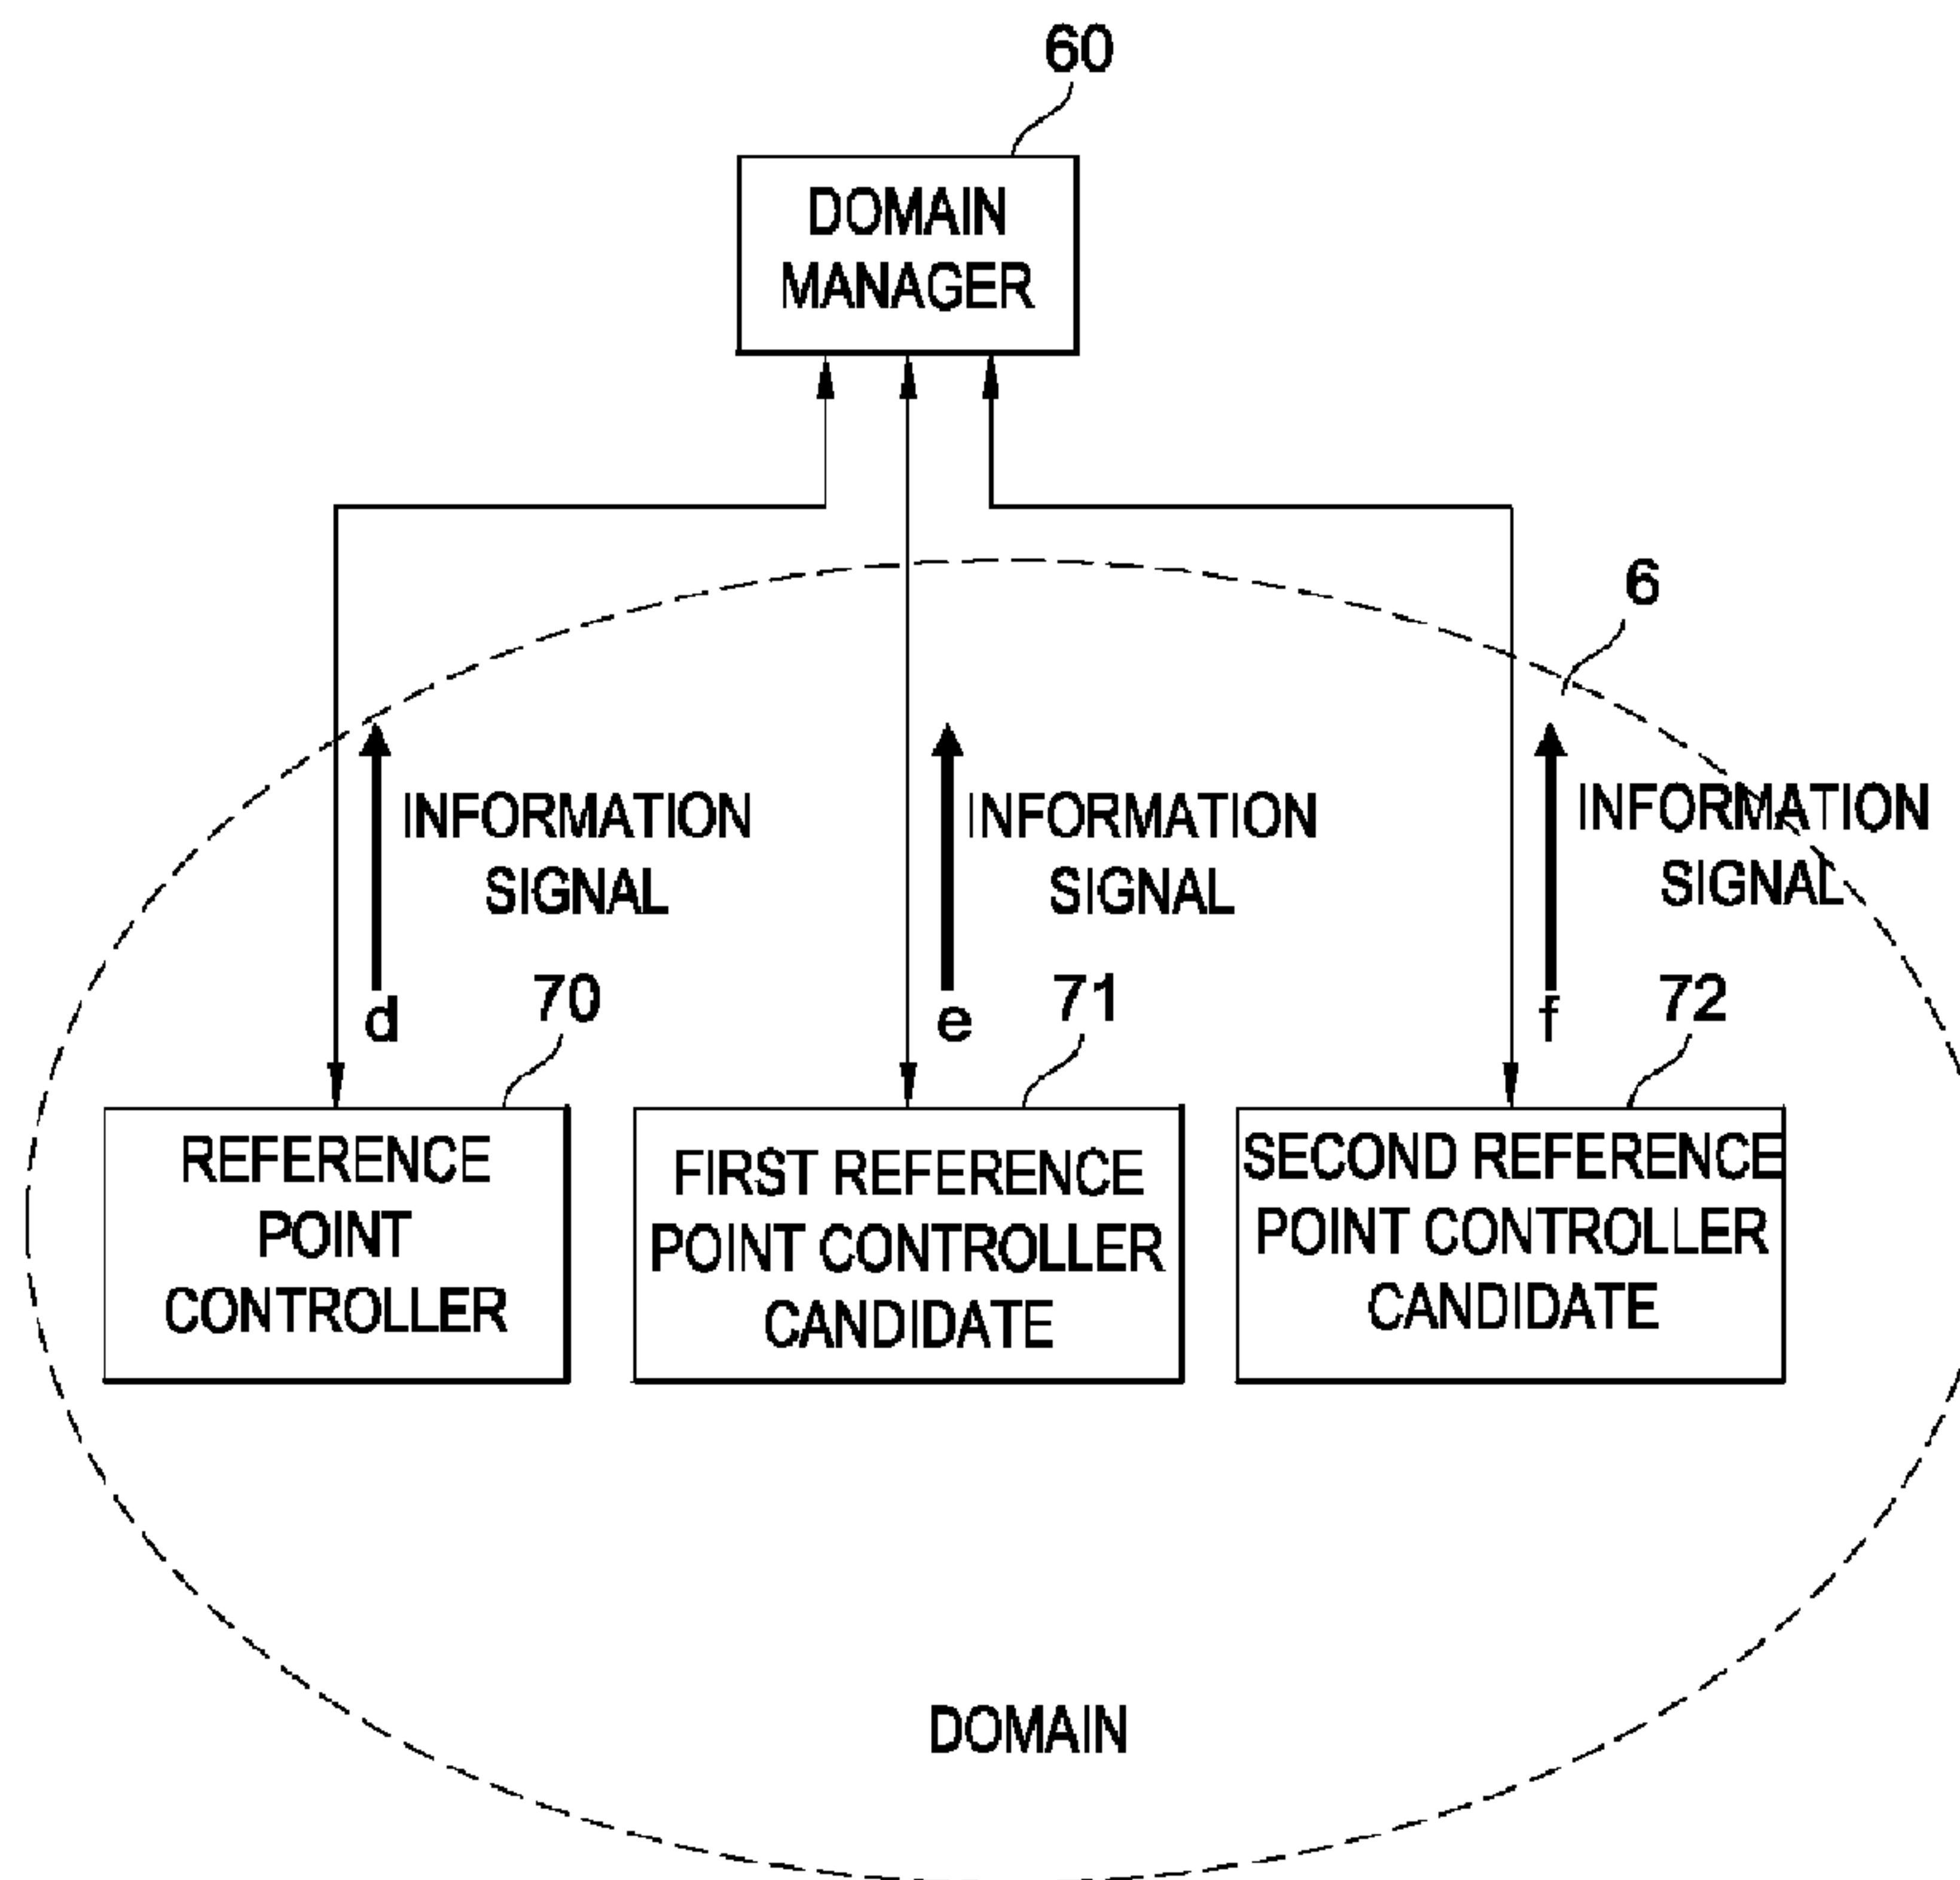 60
DOMAIN
MANAGER
6
INFORMATION
SIGNAL
INFORMATION
SIGNAL
INFORMATION
SIGNAL
d
70
e
71
f
72
REFERENCE
POINT
CONTROLLER
FIRST REFERENCE
POINT CONTROLLER
CANDIDATE
SECOND REFERENCE
POINT CONTROLLER
CANDIDATE
DOMAIN